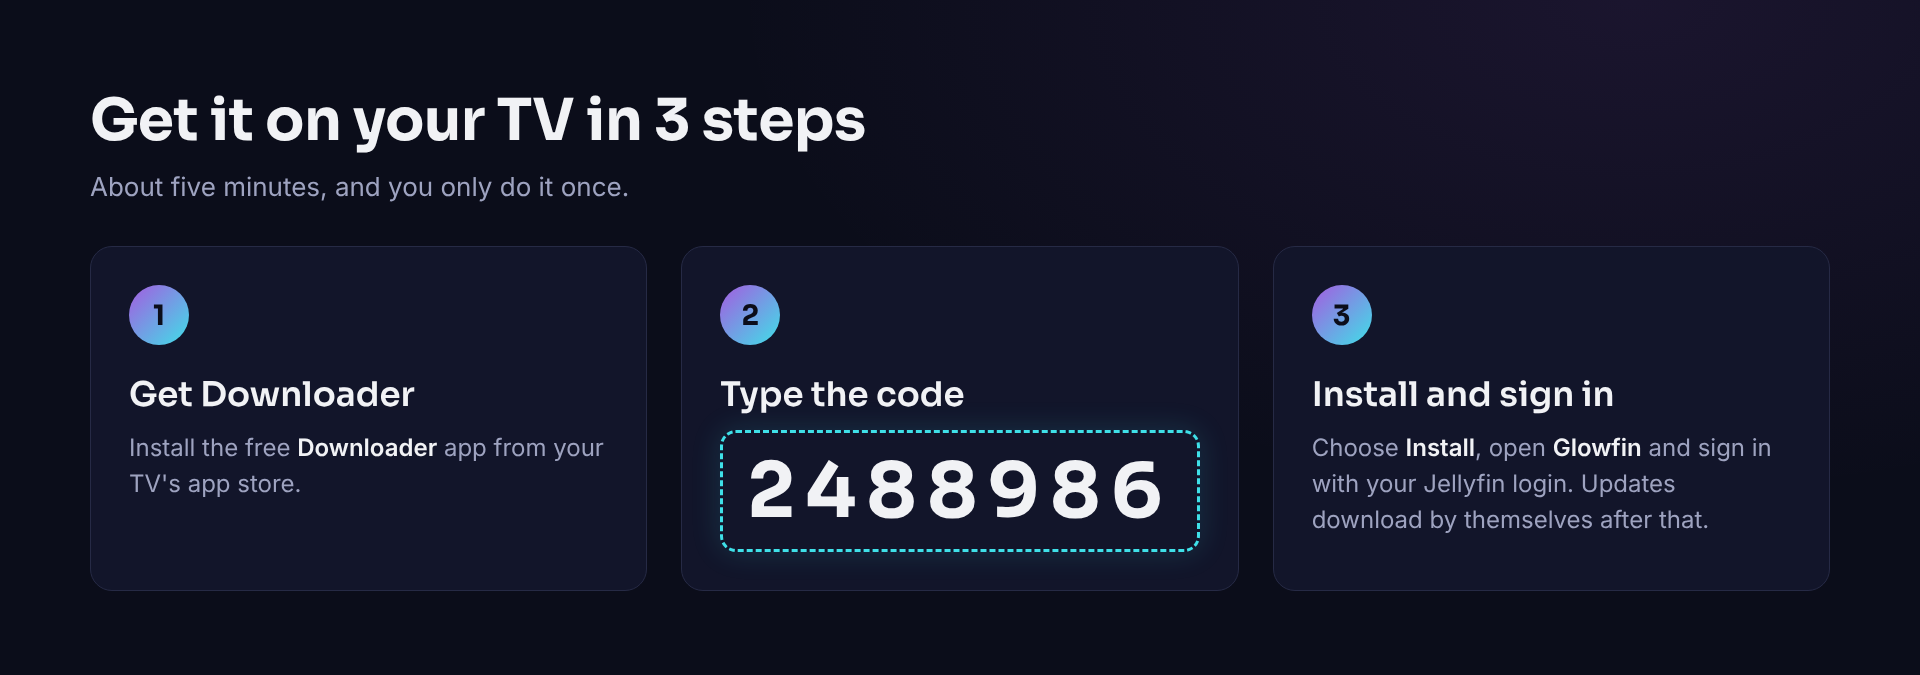 Get it on your TV in 3 steps
About five minutes, and you only do it once.
1
Get Downloader
Install the free Downloader app from your
TV's app store.
2
Type the code
2488986
3
Install and sign in
Choose Install, open Glowfin and sign in
with your Jellyfin login. Updates
download by themselves after that.